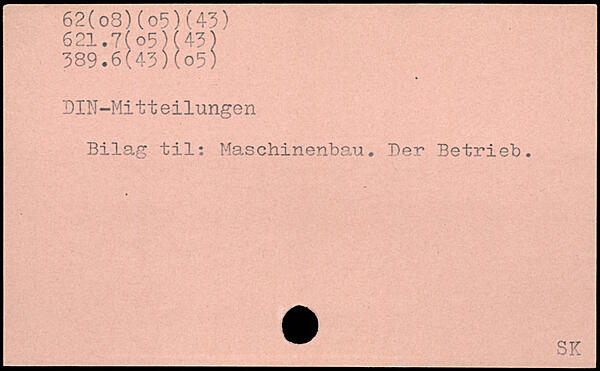 62(o8)(o5)(43)
621.7(o5)(43)
389.6(43)(o5)
DIN-Mitteilungen
Bilag til: Maschinenbau. Der Betrieb.
SK